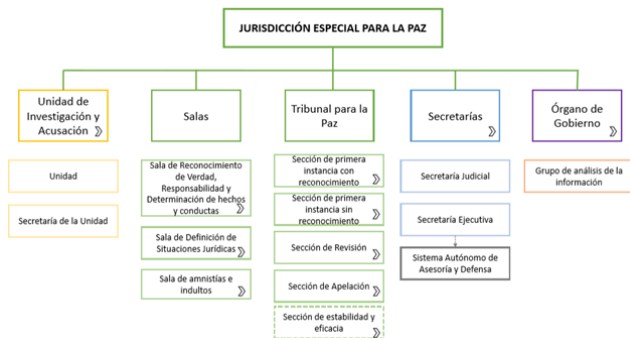 JURISDICCIÓN ESPECIAL PARA LA PAZ
Unidad de
Investigación y
Acusación
Salas
Tribunal para la
Paz
Secretarías
Órgano de
Gobierno
Unidad
Secretaría de la Unidad
Sala de Reconocimiento
de Verdad,
Responsabilidad y
Determinación de hechos
y conductas
Sala de Definición de
Situaciones Jurídicas
Sala de amnistías e
indultos
Sección de primera
instancia con
reconocimiento
Sección de primera
instancia sin
reconocimiento
Sección de Revisión
Sección de Apelación
Sección de estabilidad y
eficacia
Secretaría Judicial
Secretaría Ejecutiva
Sistema Autónomo de
Asesoría y Defensa
Grupo de análisis de la
información